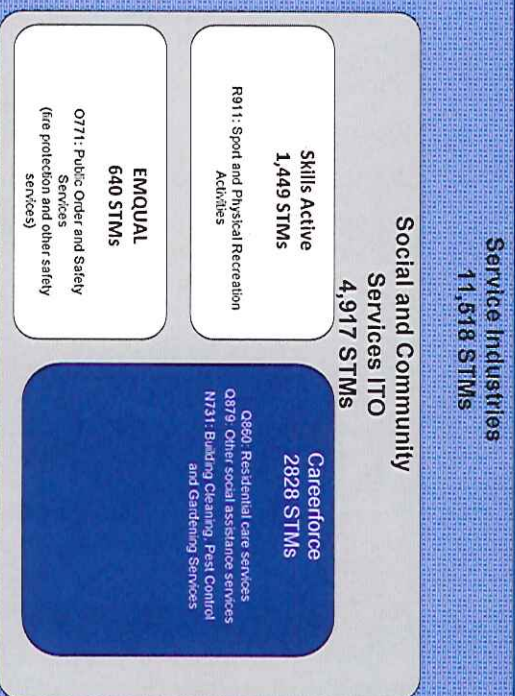 Service Industries
11,518 STMs
Social and Community
Services ITO
4,917 STMs
Skills Active
1,449 STMs
R911: Sport and Physical Recreation
Activities
EMQUAL
640 STMs
O771: Public Order and Safety
Services
(fire protection and other safety
services)
Careerforce
2828 STMs
Q860: Residential care services
Q879: Other social assistance services
N731: Building Cleaning, Pest Control
and Gardening Services